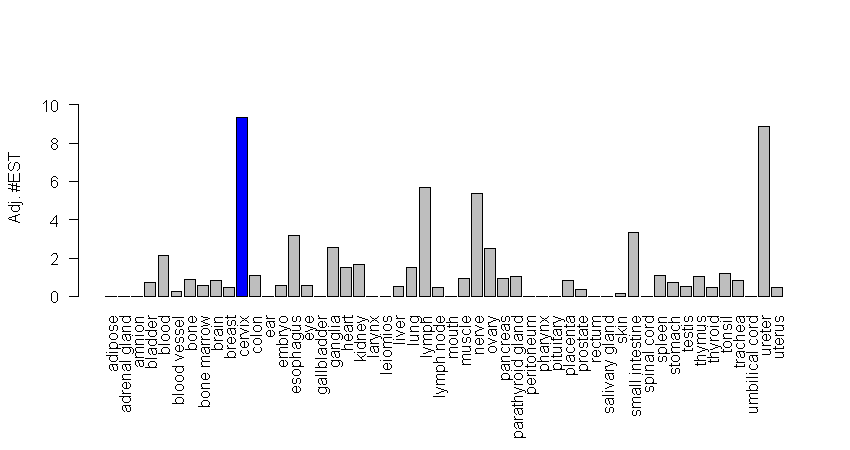 Adj. #EST
10
8
6
4
2
0
adipose
adrenal gland
amnion
bladder
blood
blood vessel
bone
bone marrow
brain
breast
cervix
colon
ear
embryo
esophagus
eye
gallbladder
ganglia
heart
kidney
larynx
leiomios
liver
lung
lymph
lymph node
mouth
muscle
nerve
ovary
pancreas
parathyroid gland
peritoneum
pharynx
pituitary
placenta
prostate
rectum
salivary gland
skin
small intestine
spinal cord
spleen
stomach
testis
thymus
thyroid
tonsil
trachea
umbilical cord
ureter
uterus